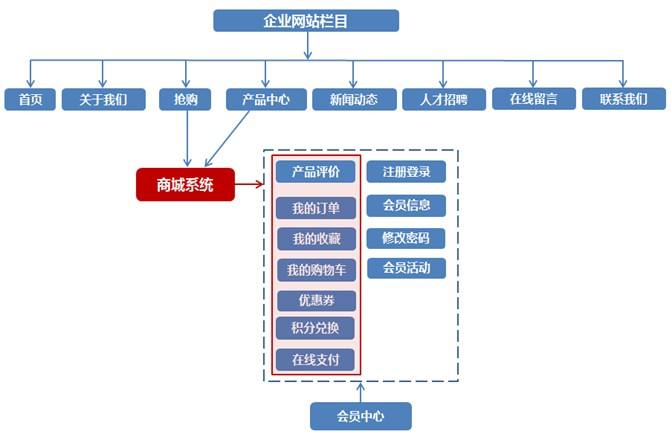 企业网站栏目
首页 关于我们 抢购 产品中心 新闻动态 人才招聘 在线留言 联系我们
商城系统
产品评价 注册登录
我的订单 会员信息
我的收藏 修改密码
我的购物车 会员活动
优惠券
积分兑换
在线支付
会员中心